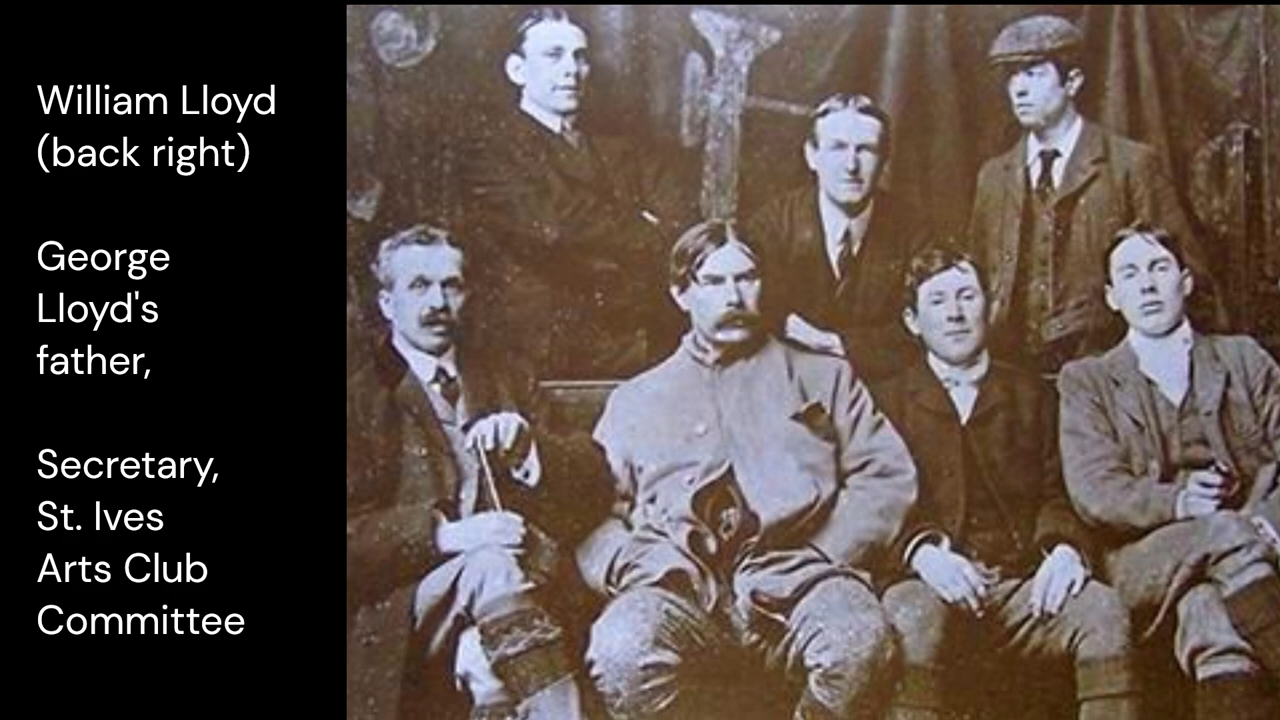 William Lloyd
(back right)
George
Lloyd's
father,
Secretary,
St. Ives
Arts Club
Committee